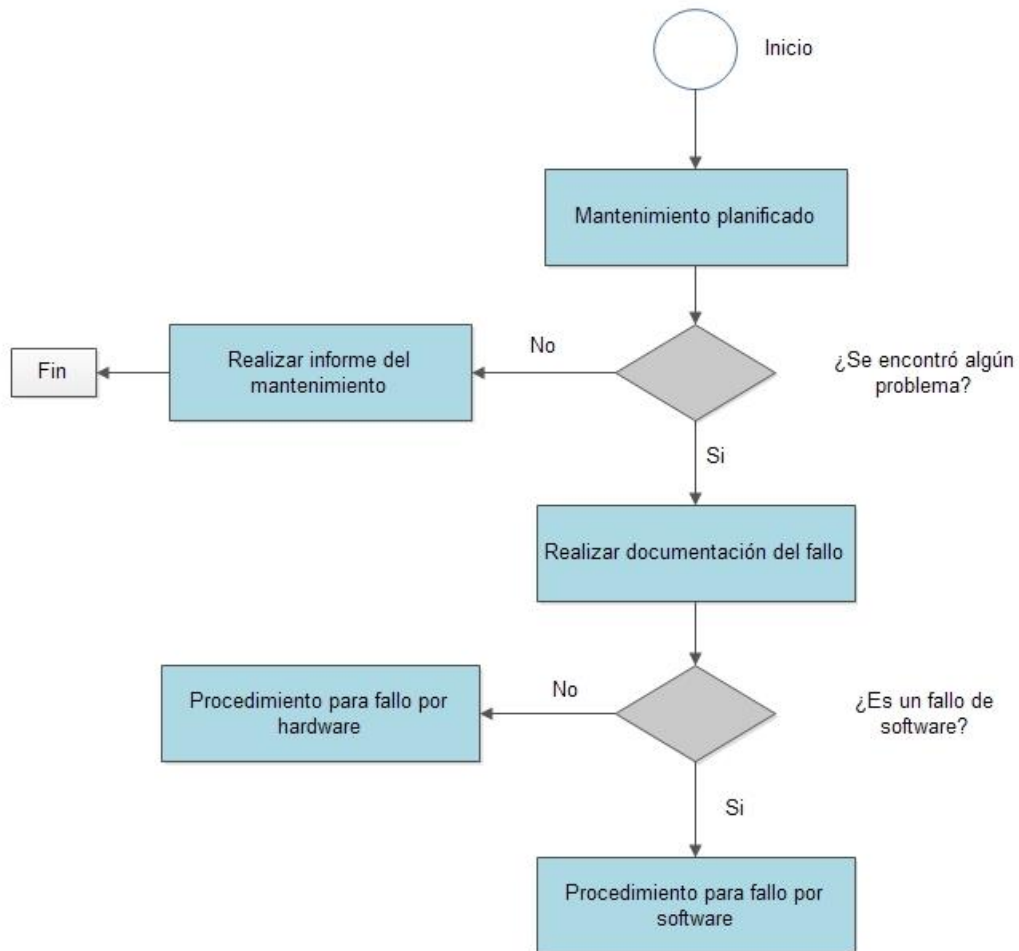 Inicio
Mantenimiento planificado
¿Se encontró algún
problema?
No
Realizar informe del
mantenimiento
Fin
Si
Realizar documentación del fallo
¿Es un fallo de
software?
No
Procedimiento para fallo por
hardware
Si
Procedimiento para fallo por
software